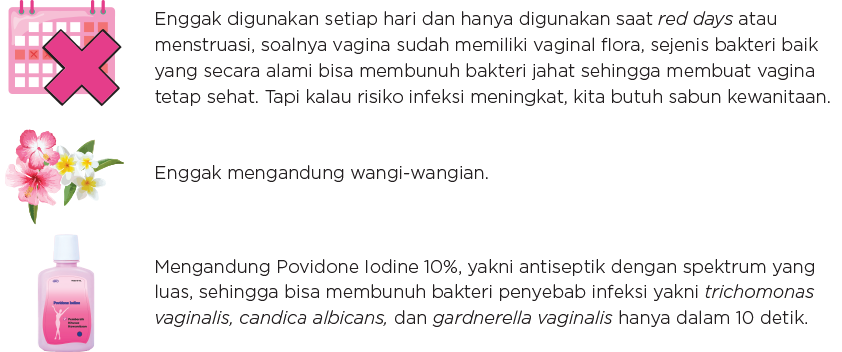 Enggak digunakan setiap hari dan hanya digunakan saat red days atau
menstruasi, soalnya vagina sudah memiliki vaginal flora, sejenis bakteri baik
yang secara alami bisa membunuh bakteri jahat sehingga membuat vagina
tetap sehat. Tapi kalau risiko infeksi meningkat, kita butuh sabun kewanitaan.
Enggak mengandung wangi-wangian.
Mengandung Povidone Iodine 10%, yakni antiseptik dengan spektrum yang
luas, sehingga bisa membunuh bakteri penyebab infeksi yakni trichomonas
vaginalis, candica albicans, dan gardnerella vaginalis hanya dalam 10 detik.
Povidone Iodine
Pembersih
Khusus
Kewanitaan